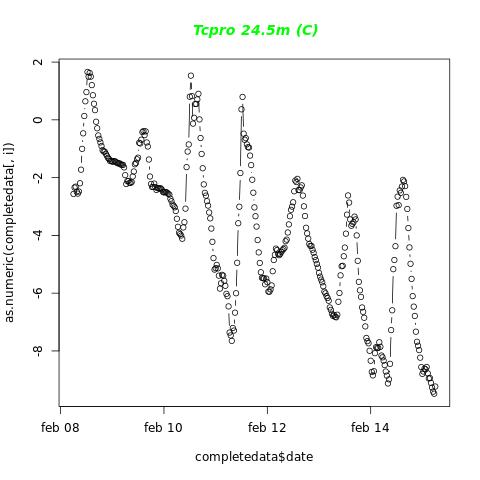 Tcpro 24.5m (C)
as.numeric(completedata[, i])
2
0
-2
-4
-6
-8
feb 08 feb 10 feb 12 feb 14
completedata$date